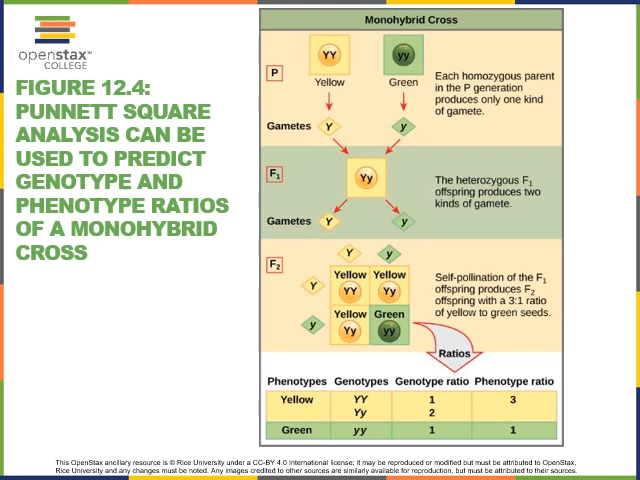 openstax™
COLLEGE
FIGURE 12.4:
PUNNETT SQUARE
ANALYSIS CAN BE
USED TO PREDICT
GENOTYPE AND
PHENOTYPE RATIOS
OF A MONOHYBRID
CROSS
Monohybrid Cross
P
YY
yy
Yellow
Green
Each homozygous parent
in the P generation
produces only one kind
of gamete.
Gametes
Y
y
F1
Yy
The heterozygous F1
offspring produces two
kinds of gamete.
Gametes
Y
y
F2
Y
y
Y
Yellow
YY
Yellow
Yy
y
Yellow
Yy
Green
yy
Self-pollination of the F1
offspring produces F2
offspring with a 3:1 ratio
of yellow to green seeds.
Ratios
Phenotypes Genotypes Genotype ratio Phenotype ratio
Yellow YY 1 3
Yy 2
Green yy 1 1
This OpenStax ancillary resource is © Rice University under a CC-BY 4.0 International license; it may be reproduced or modified but must be attributed to OpenStax,
Rice University and any changes must be noted. Any images credited to other sources are similarly available for reproduction, but must be attributed to their sources.